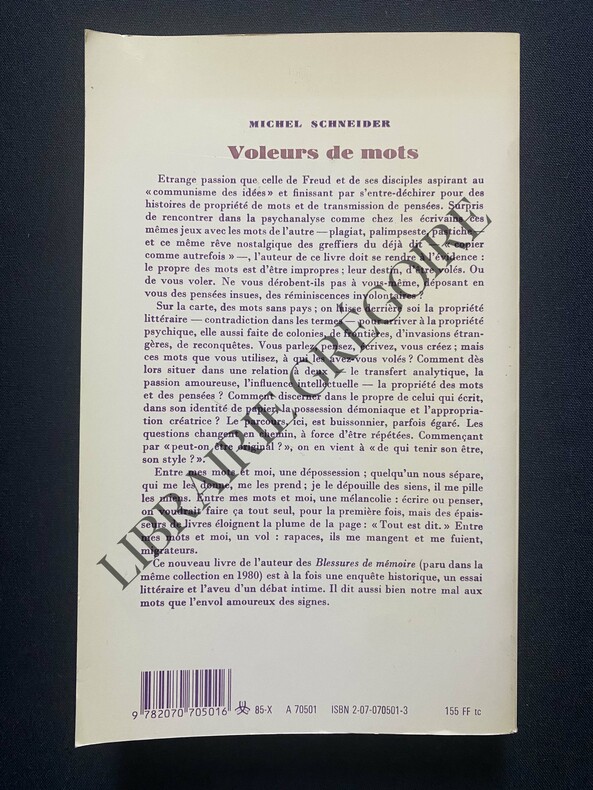 MICHEL SCHNEIDER
Voleurs de mots
Etrange passion que celle de Freud et de ses disciples aspirant au
« communisme des idées » et finissant par s'entre-déchirer pour des
histoires de propriété de mots et de transmission de pensées. Surpris
de rencontrer dans la psychanalyse comme chez les écrivains ces
mêmes jeux avec les mots de l'autre — plagiat, palimpseste, pastiche —
et ce même rêve nostalgique des greffiers du déjà dit — « copier
comme autrefois » —, l'auteur de ce livre doit se rendre à l'évidence :
le propre des mots est d'être impropres ; leur destin, d'être volés. Ou
de vous voler. Ne vous dérobent-ils pas à vous-même, déposant en
vous des pensées insues, des réminiscences involontaires ?
Sur la carte, des mots sans pays ; on laisse derrière soi la propriété
littéraire — contradiction dans les termes — pour arriver à la propriété
psychique, elle aussi faite de colonies, de frontières, d'invasions étran-
gères, de reconquêtes. Vous parlez, pensez, écrivez, vous créez ; mais
ces mots que vous utilisez, à qui les avez-vous volés ? Comment dès
lors situer dans une relation à deux — le transfert analytique, la
passion amoureuse, l'influence intellectuelle — la propriété des mots
et des pensées ? Comment discerner dans le propre de celui qui écrit,
dans son identité de papier, la possession démoniaque et l'appropria-
tion créatrice ? Le parcours, ici, est buissonnier, parfois égaré. Les
questions changent en chemin, à force d'être répétées. Commençant
par « peut-on être original ? », on en vient à « de qui tenir son être,
son style ? ».
Entre mes mots et moi, une dépossession ; quelqu'un nous sépare,
qui me les donne, me les prend ; je le dépouille des siens, il me pille
les miens. Entre mes mots et moi, une mélancolie : écrire ou penser,
on voudrait faire ça tout seul, pour la première fois, mais des épais-
seurs de livres éloignent la plume de la page : « Tout est dit. » Entre
mes mots et moi, un vol : rapaces, ils me mangent et me fuient,
migrateurs.
Ce nouveau livre de l'auteur des Blessures de mémoire (paru dans la
même collection en 1980) est à la fois une enquête historique, un essai
littéraire et l'aveu d'un débat intime. Il dit aussi bien notre mal aux
mots que l'envol amoureux des signes.
LIBRAIRIE GREGOIRE
9 782070 705016 85-X A 70501 ISBN 2-07-070501-3 155 FF tc